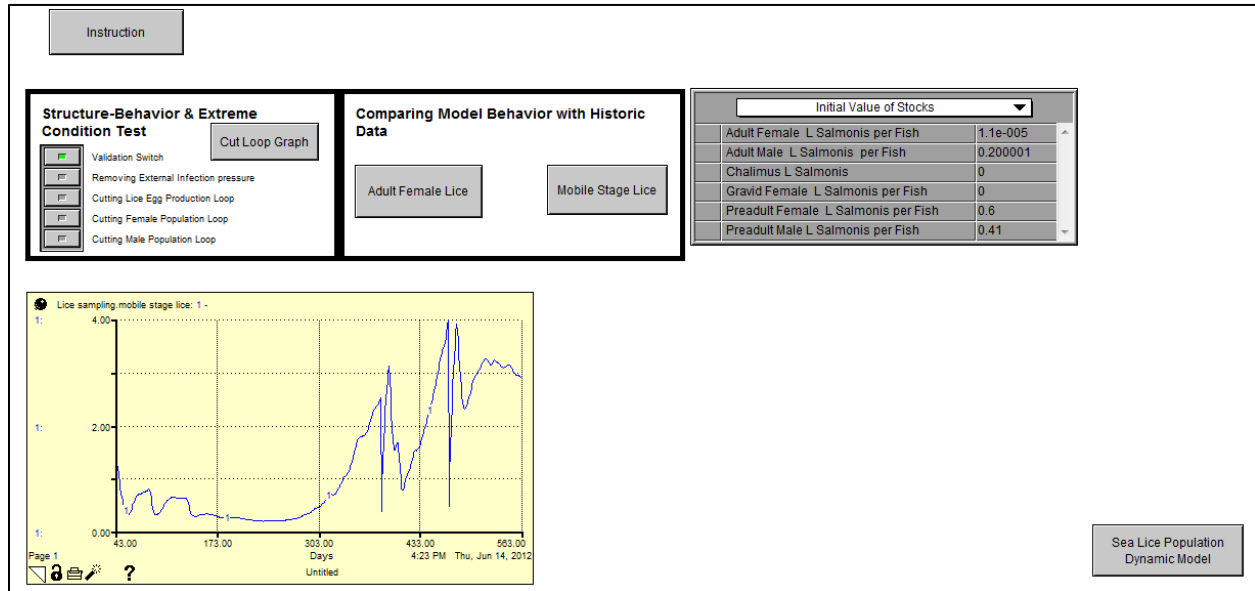 Instruction
Structure-Behavior & Extreme
Condition Test
Cut Loop Graph
Validation Switch
Removing External Infection pressure
Cutting Lice Egg Production Loop
Cutting Female Population Loop
Cutting Male Population Loop
Comparing Model Behavior with Historic
Data
Adult Female Lice
Mobile Stage Lice
Initial Value of Stocks
Adult Female  L Salmonis per Fish 1.1e-005
Adult Male  L Salmonis  per Fish 0.200001
Chalimus L Salmonis 0
Gravid Female  L Salmonis per Fish 0
Preadult Female  L Salmonis per Fish 0.6
Preadult Male L Salmonis per Fish 0.41
Lice sampling.mobile stage lice: 1 -
1: 4.00
1: 2.00
1: 0.00
1 1 1 1
43.00 173.00 303.00 433.00 563.00
Page 1 Days 4:23 PM Thu, Jun 14, 2012
? Untitled
Sea Lice Population
Dynamic Model